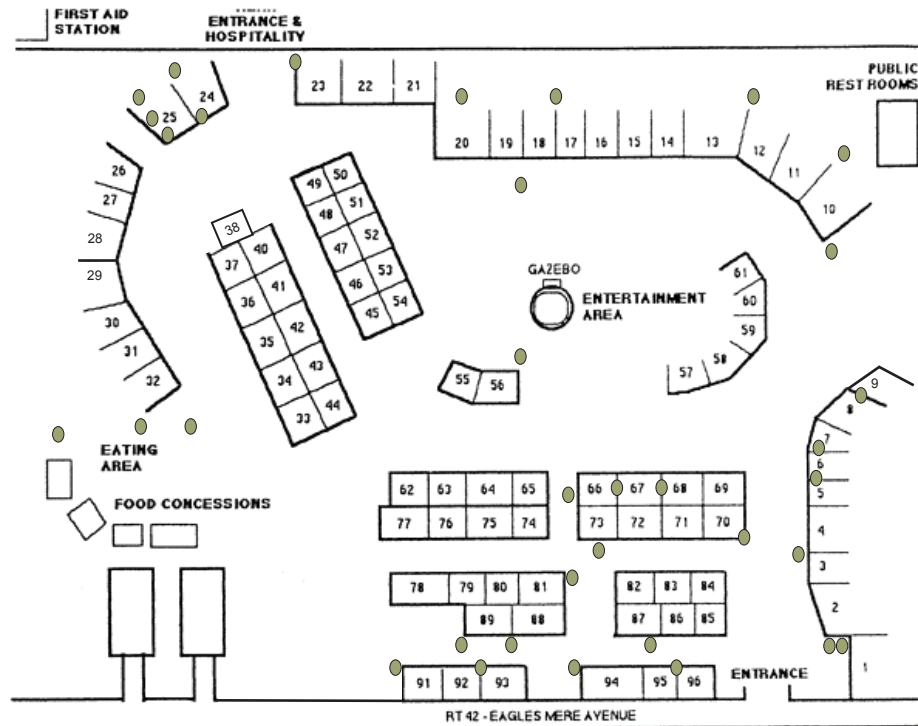 FIRST AID
STATION
ENTRANCE &
HOSPITALITY
PUBLIC
REST ROOMS
23 22 21
24
25
20 19 18 17 16 15 14 13
12
11
10
26
27
28
29
30
31
32
38
37 40
36 41
35 42
34 43
33 44
49 50
48 51
47 52
46 53
45 54
GAZEBO
ENTERTAINMENT
AREA
61
60
59
58
57
55 56
9
8
7
6
5
4
3
2
1
EATING
AREA
FOOD CONCESSIONS
62 63 64 65
77 76 75 74
66 67 68 69
73 72 71 70
78 79 80 81
89 88
82 83 84
87 86 85
91 92 93
94 95 96
ENTRANCE
RT 42 - EAGLES MERE AVENUE